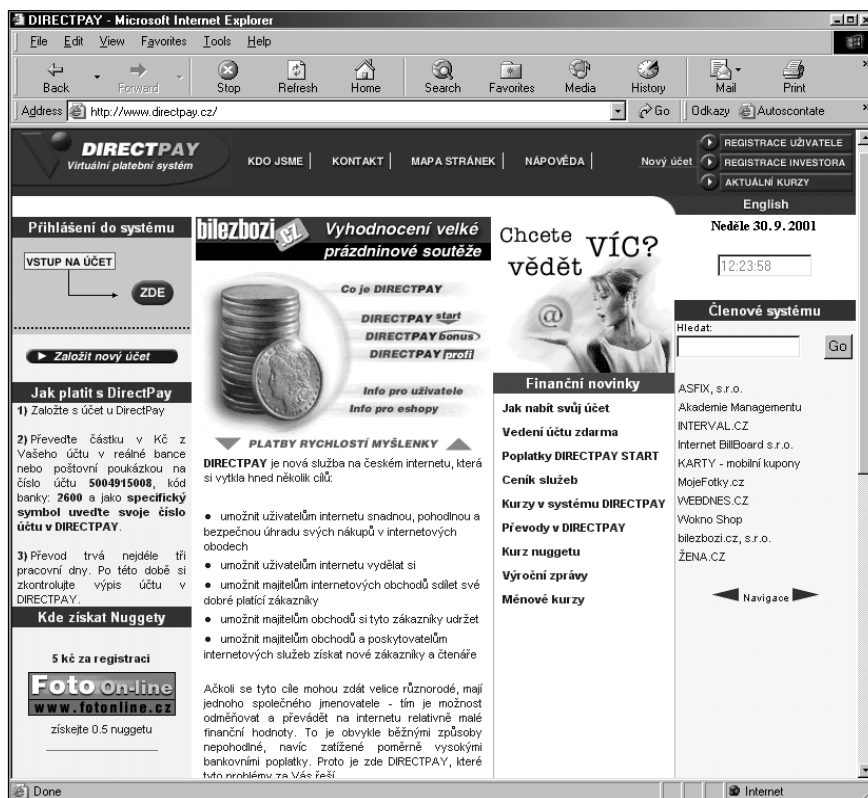 DIRECTPAY - Microsoft Internet Explorer
File Edit View Favorites Tools Help
Back Forward Stop Refresh Home Search Favorites Media History Mail Print
Address http://www.directpay.cz/ Go Odkazy Autoscontate
DIRECTPAY
Virtuální platební systém
KDO JSME KONTAKT MAPA STRÁNEK NÁPOVĚDA Nový účet
REGISTRACE UŽIVATELE
REGISTRACE INVESTORA
AKTUÁLNÍ KURZY
English
Přihlášení do systému
VSTUP NA ÚČET
ZDE
Založit nový účet
Jak platit s DirectPay
1) Založte s účet u DirectPay
2) Převeďte částku v Kč z
Vašeho účtu v reálné bance
nebo poštovní poukázkou na
číslo účtu 5004915008, kód
banky: 2600 a jako specifický
symbol uveďte svoje číslo
účtu v DIRECTPAY.
3) Převod trvá nejdéle tři
pracovní dny. Po této době si
zkontrolujte výpis účtu v
DIRECTPAY.
Kde získat Nuggety
5 kč za registraci
Foto On-line
www.fotonline.cz
získejte 0.5 nuggetu
bilezbozi.cz
Vyhodnocení velké
prázdninové soutěže
Co je DIRECTPAY
DIRECTPAY start
DIRECTPAY bonus
DIRECTPAY profi
Info pro uživatele
Info pro eshopy
PLATBY RYCHLOSTÍ MYŠLENKY
DIRECTPAY je nová služba na českém internetu, která
si vytkla hned několik cílů:
• umožnit uživatelům internetu snadnou, pohodlnou a
bezpečnou úhradu svých nákupů v internetových
obodech
• umožnit uživatelům internetu vydělat si
• umožnit majitelům internetových obchodů sdílet své
dobré platící zákazníky
• umožnit majitelům obchodů si tyto zákazníky udržet
• umožnit majitelům obchodů a poskytovatelům
internetových služeb získat nové zákazníky a čtenáře
Ačkoli se tyto cíle mohou zdát velice různorodé, mají
jednoho společného jmenovatele - tím je možnost
odměňovat a převádět na internetu relativně malé
finanční hodnoty. To je obvykle běžnými způsoby
nepohodlné, navíc zatížené poměrně vysokými
bankovními poplatky. Proto je zde DIRECTPAY, které
tyto problémy za Vás řeší.
Chcete
vědět VÍC?
@
Finanční novinky
Jak nabít svůj účet
Vedení účtu zdarma
Poplatky DIRECTPAY START
Ceník služeb
Kurzy v systému DIRECTPAY
Převody v DIRECTPAY
Kurz nuggetu
Výroční zprávy
Měnové kurzy
Neděle 30.9.2001
12:23:58
Členové systému
Hledat:
Go
ASFIX, s.r.o.
Akademie Managementu
INTERVAL.CZ
Internet BillBoard s.r.o.
KARTY - mobilní kupony
MojeFotky.cz
WEBDNES.CZ
Wokno Shop
bilezbozi.cz, s.r.o.
ŽENA.CZ
Navigace
Done Internet